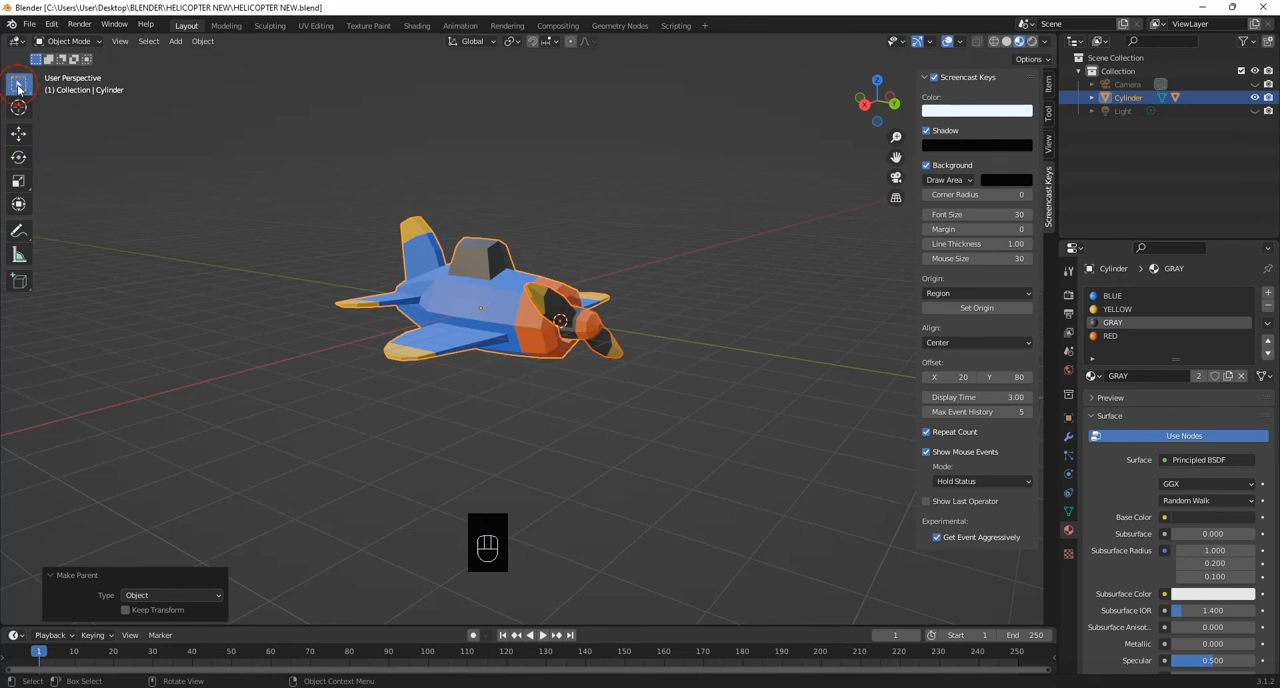 Blender [C:\Users\User\Desktop\BLENDER\HELICOPTER NEW\HELICOPTER NEW.blend]
File Edit Render Window Help Layout Modeling Sculpting UV Editing Texture Paint Shading Animation Rendering Compositing Geometry Nodes Scripting + Scene ViewLayer
Object Mode View Select Add Object Global
Options
User Perspective
(1) Collection | Cylinder
Screencast Keys
Color:
Shadow
Background
Draw Area
Corner Radius 0
Font Size 30
Margin 0
Line Thickness 1.00
Mouse Size 30
Origin:
Region
Set Origin
Align:
Center
Offset:
X 20 Y 80
Display Time 3.00
Max Event History 5
Repeat Count
Show Mouse Events
Mode:
Hold Status
Show Last Operator
Experimental:
Get Event Aggressively
Item
Tool
View
Screencast Keys
Scene Collection
Collection
Camera
Cylinder
Light
Cylinder > GRAY
BLUE
YELLOW
GRAY
RED
GRAY 2
Preview
Surface
Use Nodes
Surface Principled BSDF
GGX
Random Walk
Base Color
Subsurface 0.000
Subsurface Radius 1.000
0.200
0.100
Subsurface Color
Subsurface IOR 1.400
Subsurface Anisot... 0.000
Metallic 0.000
Specular 0.500
Make Parent
Type Object
Keep Transform
Playback Keying View Marker 1 Start 1 End 250
1 10 20 30 40 50 60 70 80 90 100 110 120 130 140 150 160 170 180 190 200 210 220 230 240 250
Select Box Select Rotate View Object Context Menu 3.1.2